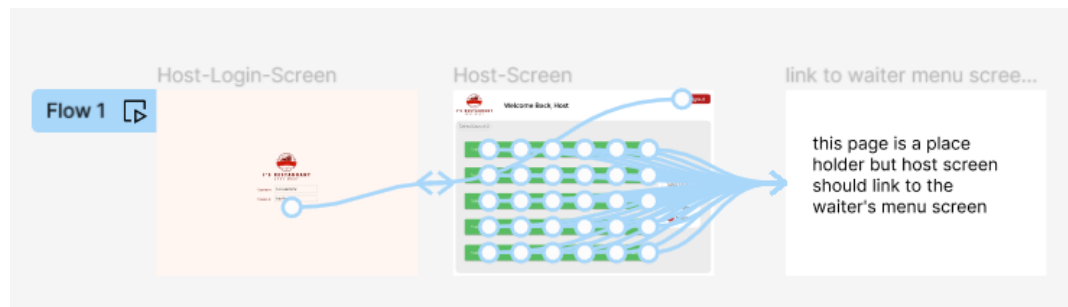 Host-Login-Screen
Host-Screen
link to waiter menu scree...
Flow 1
J'S RESTAURANT
Welcome Back, Host
this page is a place
holder but host screen
should link to the
waiter's menu screen